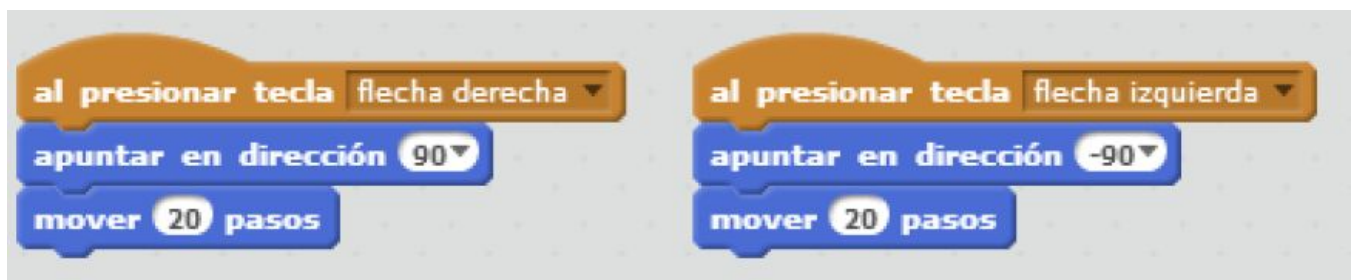 al presionar tecla flecha derecha
apuntar en dirección 90
mover 20 pasos
al presionar tecla flecha izquierda
apuntar en dirección -90
mover 20 pasos